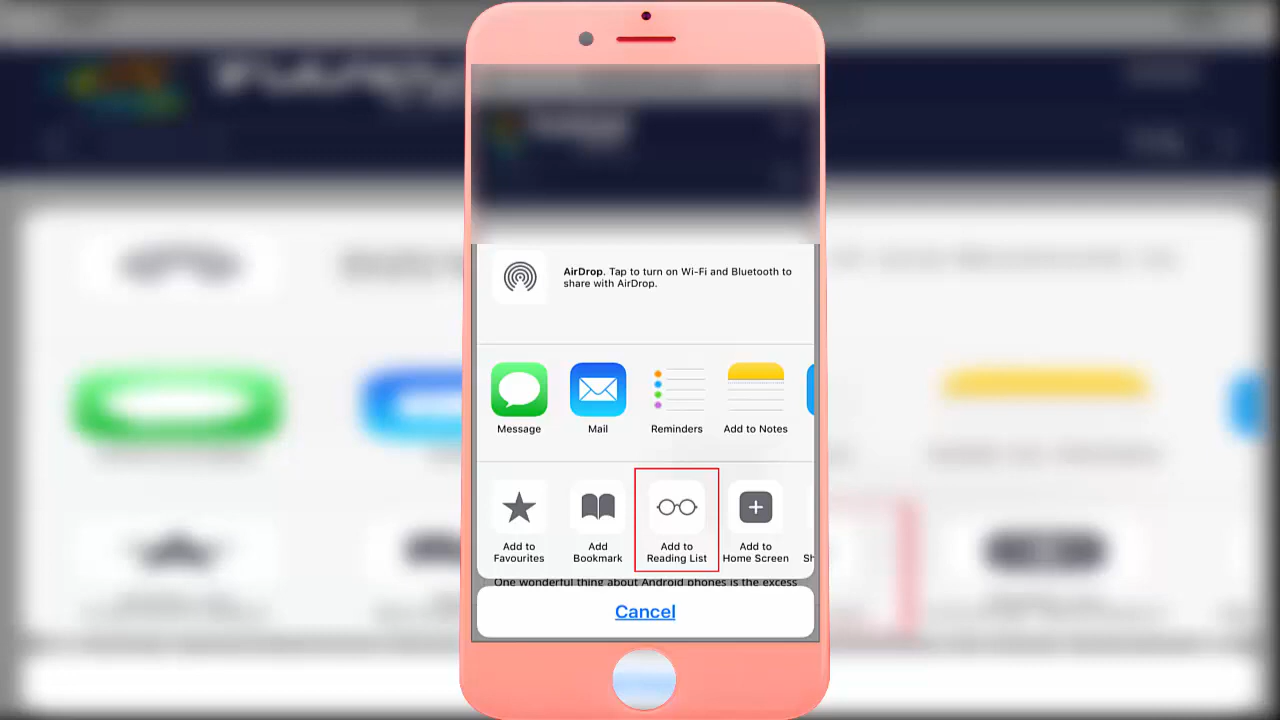 AirDrop. Tap to turn on Wi-Fi and Bluetooth to
share with AirDrop.
Message
Mail
Reminders
Add to Notes
Add to
Favourites
Add
Bookmark
Add to
Reading List
Add to
Home Screen
Sh
One wonderful thing about Android phones is the excess
Cancel